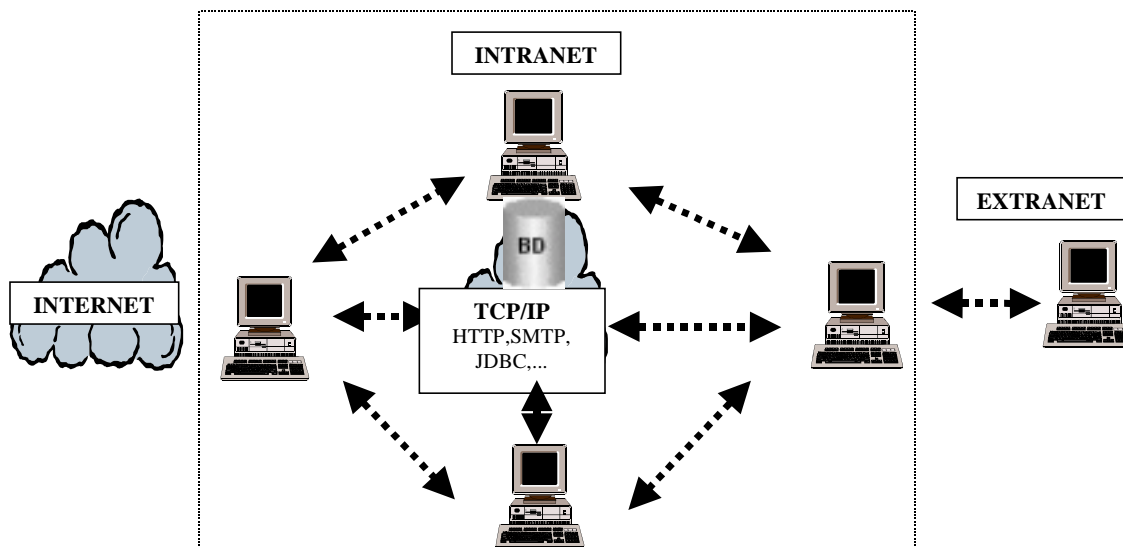 INTRANET
EXTRANET
BD
INTERNET
TCP/IP
HTTP,SMTP,
JDBC,...